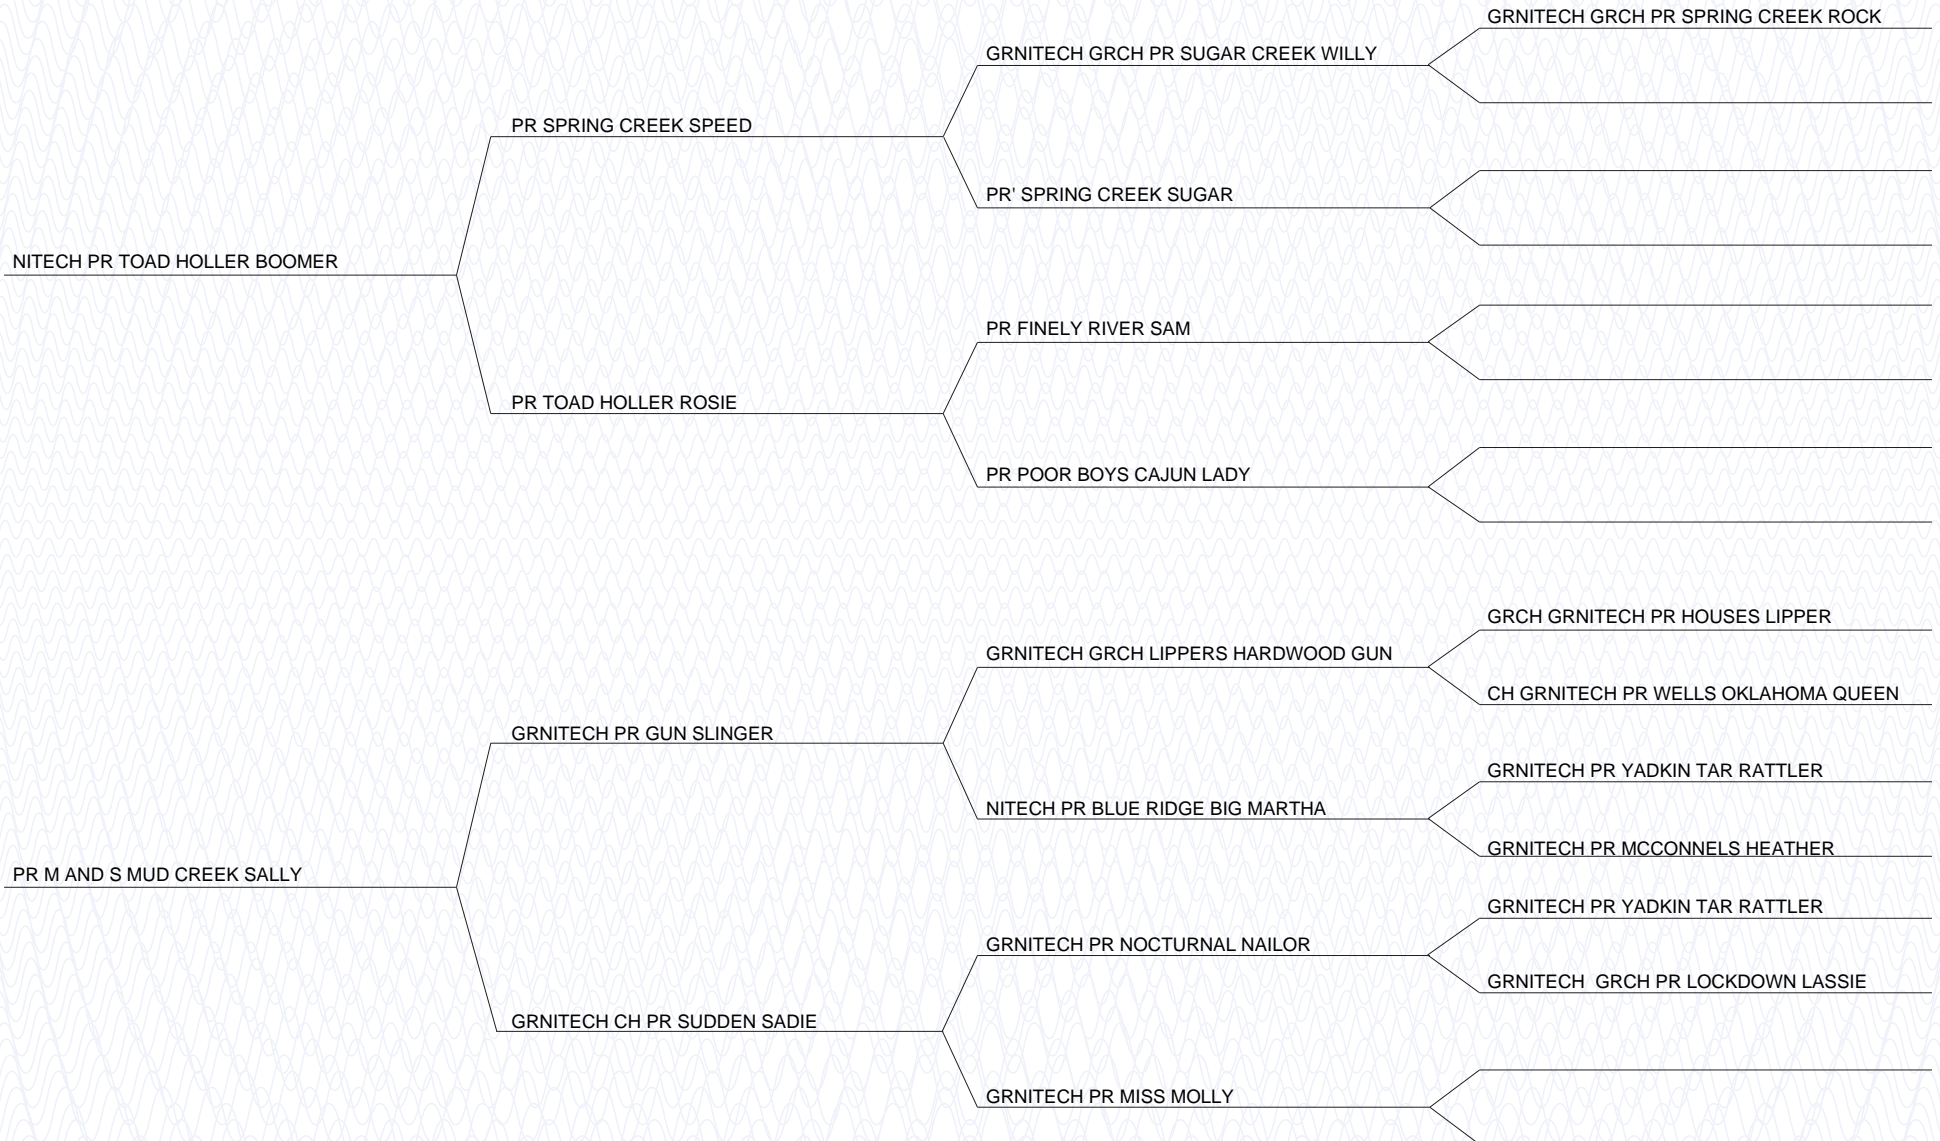 GRNITECH GRCH PR SPRING CREEK ROCK
GRNITECH GRCH PR SUGAR CREEK WILLY
PR SPRING CREEK SPEED
PR' SPRING CREEK SUGAR
NITECH PR TOAD HOLLER BOOMER
PR FINELY RIVER SAM
PR TOAD HOLLER ROSIE
PR POOR BOYS CAJUN LADY
GRCH GRNITECH PR HOUSES LIPPER
GRNITECH GRCH LIPPERS HARDWOOD GUN
CH GRNITECH PR WELLS OKLAHOMA QUEEN
GRNITECH PR GUN SLINGER
GRNITECH PR YADKIN TAR RATTLER
NITECH PR BLUE RIDGE BIG MARTHA
GRNITECH PR MCCONNELS HEATHER
PR M AND S MUD CREEK SALLY
GRNITECH PR YADKIN TAR RATTLER
GRNITECH PR NOCTURNAL NAILOR
GRNITECH  GRCH PR LOCKDOWN LASSIE
GRNITECH CH PR SUDDEN SADIE
GRNITECH PR MISS MOLLY